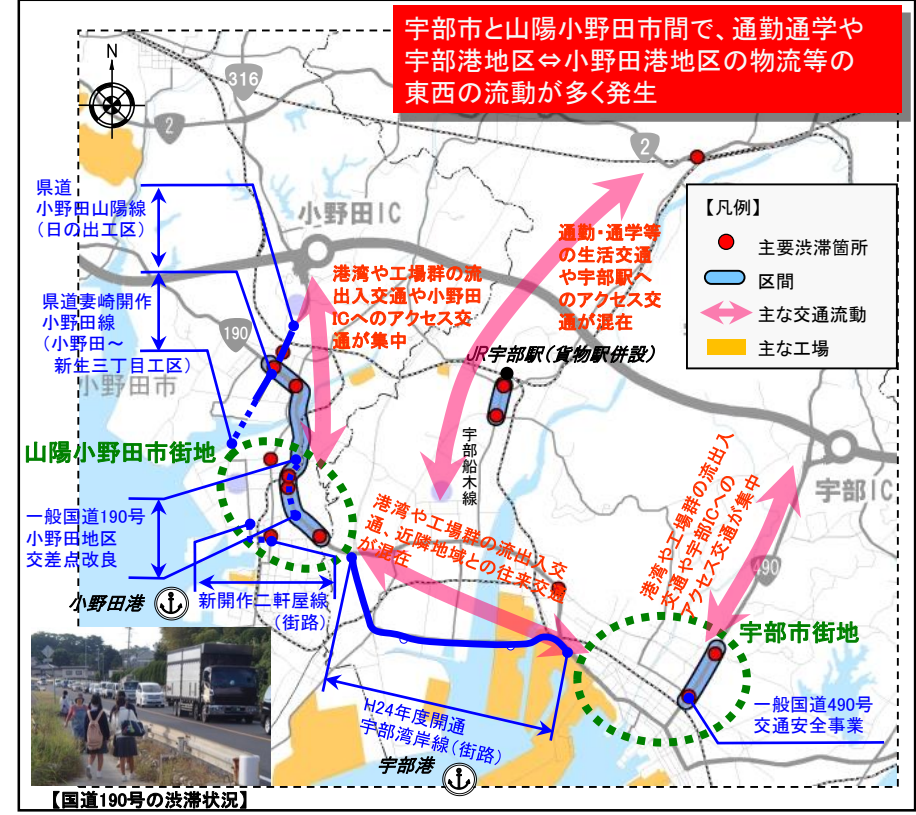 宇部市と山陽小野田市間で、通勤通学や
宇部港地区⇔小野田港地区の物流等の
東西の流動が多く発生
N
316
2
2
県道
小野田山陽線
(日の出工区)
小野田IC
通勤・通学等
の生活交通
や宇部駅へ
のアクセス交
通が混在
【凡例】
主要渋滞箇所
区間
主な交通流動
主な工場
港湾や工場群の流
出入交通や小野田
ICへのアクセス交
通が集中
県道妻崎開作
小野田線
(小野田～
新生三丁目工区)
190
小野田市
JR宇部駅(貨物駅併設)
宇部船木線
山陽小野田市街地
港湾や工場群の流出入
交通や宇部ICへの
アクセス交通が集中
宇部IC
一般国道190号
小野田地区
交差点改良
港湾や工場群の流出入交
通、近隣地域との往来交通
が混在
490
小野田港
新開作二軒屋線
(街路)
宇部市街地
H24年度開通
宇部湾岸線(街路)
一般国道490号
交通安全事業
宇部港
【国道190号の渋滞状況】